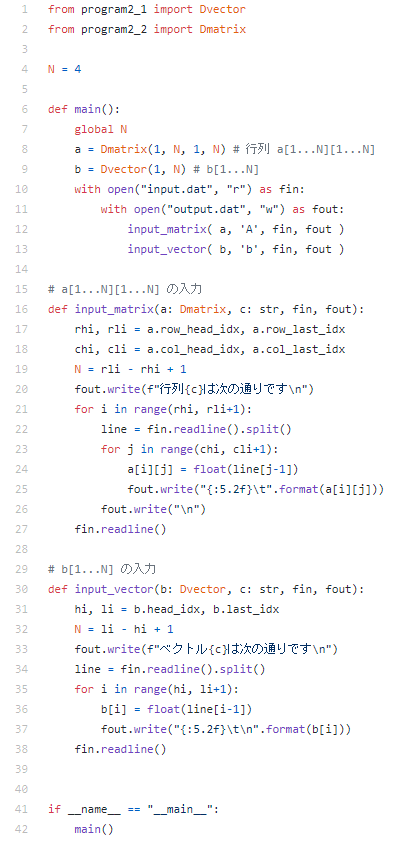 1 from program2_1 import Dvector
2 from program2_2 import Dmatrix
3
4 N = 4
5
6 def main():
7     global N
8     a = Dmatrix(1, N, 1, N) # 行列 a[1...N][1...N]
9     b = Dvector(1, N) # b[1...N]
10     with open("input.dat", "r") as fin:
11         with open("output.dat", "w") as fout:
12             input_matrix( a, 'A', fin, fout )
13             input_vector( b, 'b', fin, fout )
14
15 # a[1...N][1...N] の入力
16 def input_matrix(a: Dmatrix, c: str, fin, fout):
17     rhi, rli = a.row_head_idx, a.row_last_idx
18     chi, cli = a.col_head_idx, a.col_last_idx
19     N = rli - rhi + 1
20     fout.write(f"行列{c}は次の通りです\n")
21     for i in range(rhi, rli+1):
22         line = fin.readline().split()
23         for j in range(chi, cli+1):
24             a[i][j] = float(line[j-1])
25             fout.write("{:5.2f}\t".format(a[i][j]))
26         fout.write("\n")
27     fin.readline()
28
29 # b[1...N] の入力
30 def input_vector(b: Dvector, c: str, fin, fout):
31     hi, li = b.head_idx, b.last_idx
32     N = li - hi + 1
33     fout.write(f"ベクトル{c}は次の通りです\n")
34     line = fin.readline().split()
35     for i in range(hi, li+1):
36         b[i] = float(line[i-1])
37         fout.write("{:5.2f}\t\n".format(b[i]))
38     fin.readline()
39
40
41 if __name__ == "__main__":
42     main()